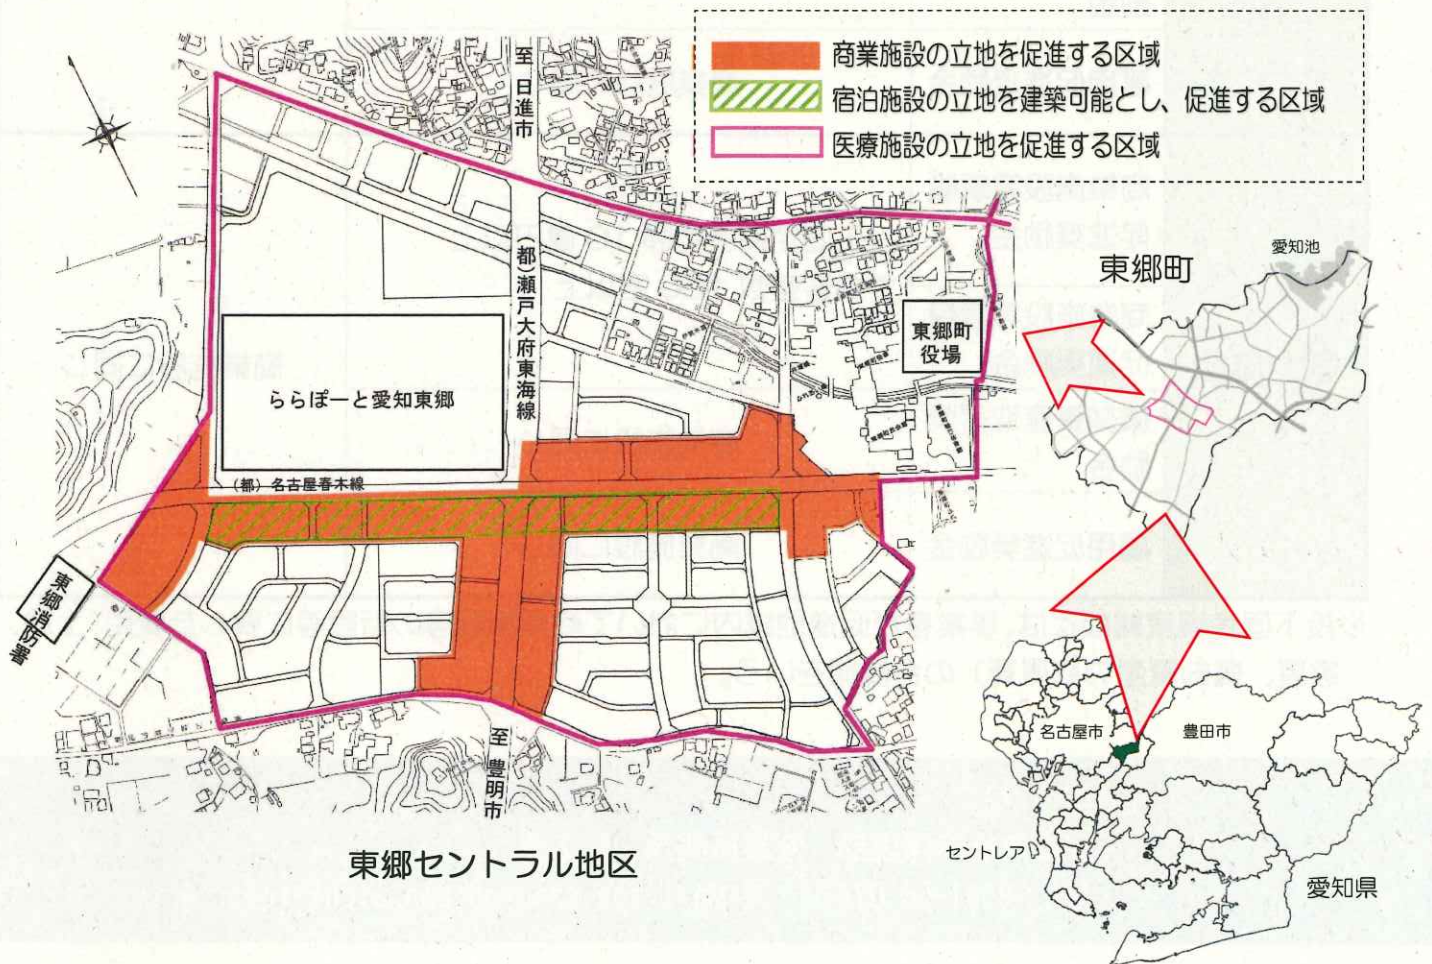 商業施設の立地を促進する区域
宿泊施設の立地を建築可能とし、促進する区域
医療施設の立地を促進する区域
至 日進市
(都)瀬戸大府東海線
東郷町
役場
ららぽーと愛知東郷
(都)名古屋春木線
東郷消防署
至 豊明市
東郷セントラル地区
愛知池
東郷町
名古屋市
豊田市
セントレア
愛知県